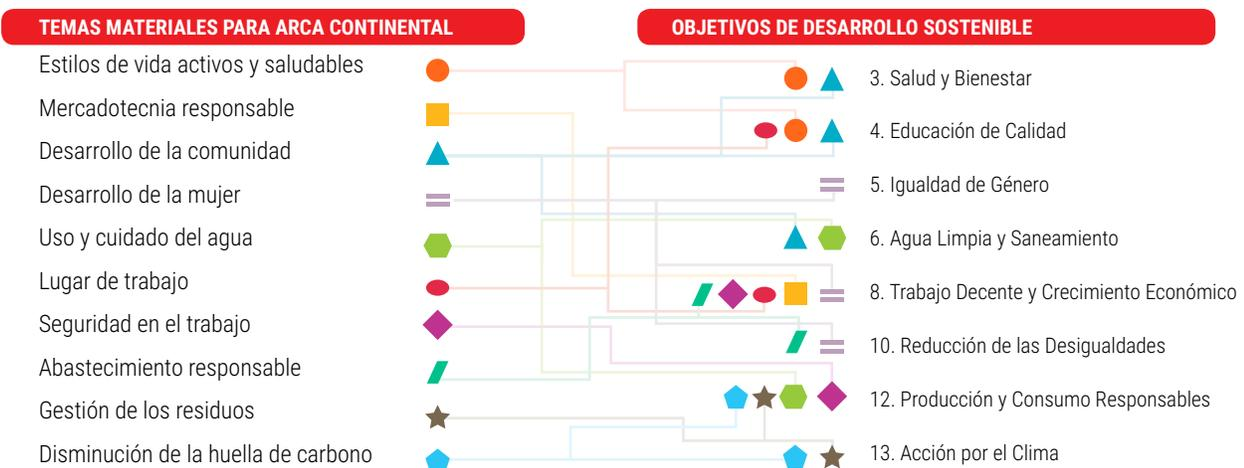 TEMAS MATERIALES PARA ARCA CONTINENTAL
Estilos de vida activos y saludables
Mercadotecnia responsable
Desarrollo de la comunidad
Desarrollo de la mujer
Uso y cuidado del agua
Lugar de trabajo
Seguridad en el trabajo
Abastecimiento responsable
Gestión de los residuos
Disminución de la huella de carbono
OBJETIVOS DE DESARROLLO SOSTENIBLE
3. Salud y Bienestar
4. Educación de Calidad
5. Igualdad de Género
6. Agua Limpia y Saneamiento
8. Trabajo Decente y Crecimiento Económico
10. Reducción de las Desigualdades
12. Producción y Consumo Responsables
13. Acción por el Clima